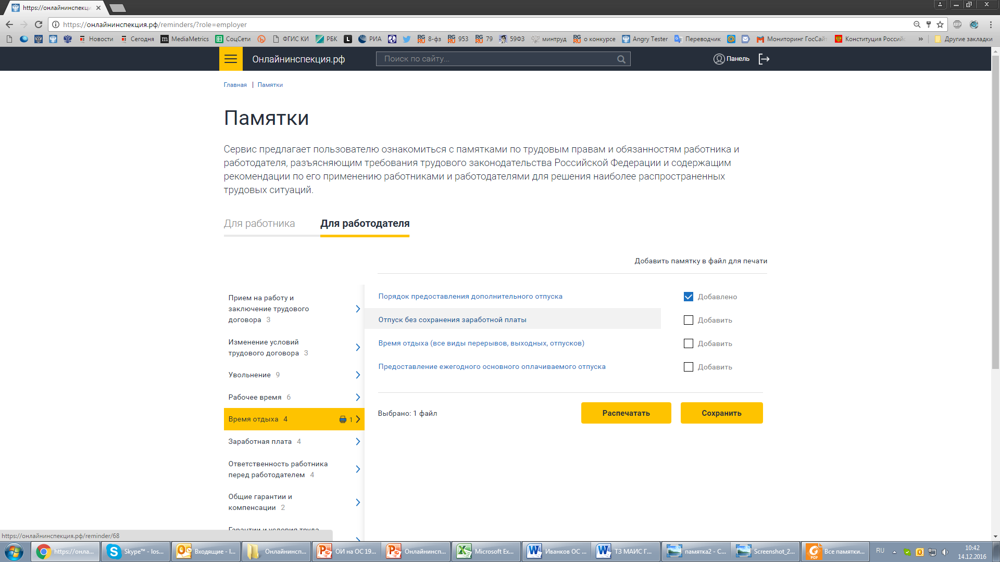 https://онлайнинспекци
https://онлайнинспекция.рф/reminders/?role=employer
ABP
Новости
Сегодня
MediaMetrics
СоцСети
ФГИС КИ
РБК
РИА
8-фз
953
79
59ФЗ
минтруд
о конкурсе
Angry Tester
Переводчик
Мониторинг ГосСайт
Конституция Российс
»
Другие закладки
Онлайнинспекция.рф
Поиск по сайту...
Панель
Главная | Памятки
Памятки
Сервис предлагает пользователю ознакомиться с памятками по трудовым правам и обязанностям работника и
работодателя, разъясняющим требования трудового законодательства Российской Федерации и содержащим
рекомендации по его применению работниками и работодателями для решения наиболее распространенных
трудовых ситуаций.
Для работника
Для работодателя
Добавить памятку в файл для печати
Прием на работу и
заключение трудового
договора 3
Изменение условий
трудового договора 3
Увольнение 9
Рабочее время 6
Время отдыха 4 1
Заработная плата 4
Ответственность работника
перед работодателем 4
Общие гарантии и
компенсации 2
Гарантии и условия труда
Порядок предоставления дополнительного отпуска
Добавлено
Отпуск без сохранения заработной платы
Добавить
Время отдыха (все виды перерывов, выходных, отпусков)
Добавить
Предоставление ежегодного основного оплачиваемого отпуска
Добавить
Выбрано: 1 файл
Распечатать
Сохранить
https://онлайнинспекция.рф/reminder/68
https://онла...
Skype™ - los...
Входящие - I...
Онлайнинсп...
ОИ на ОС 19...
Онлайнинсп...
Microsoft Ex...
Иванков ОС ...
ТЗ МАИС Г...
памятка2 - C...
Screenshot_2...
Все памятки...
RU
10:42
14.12.2016